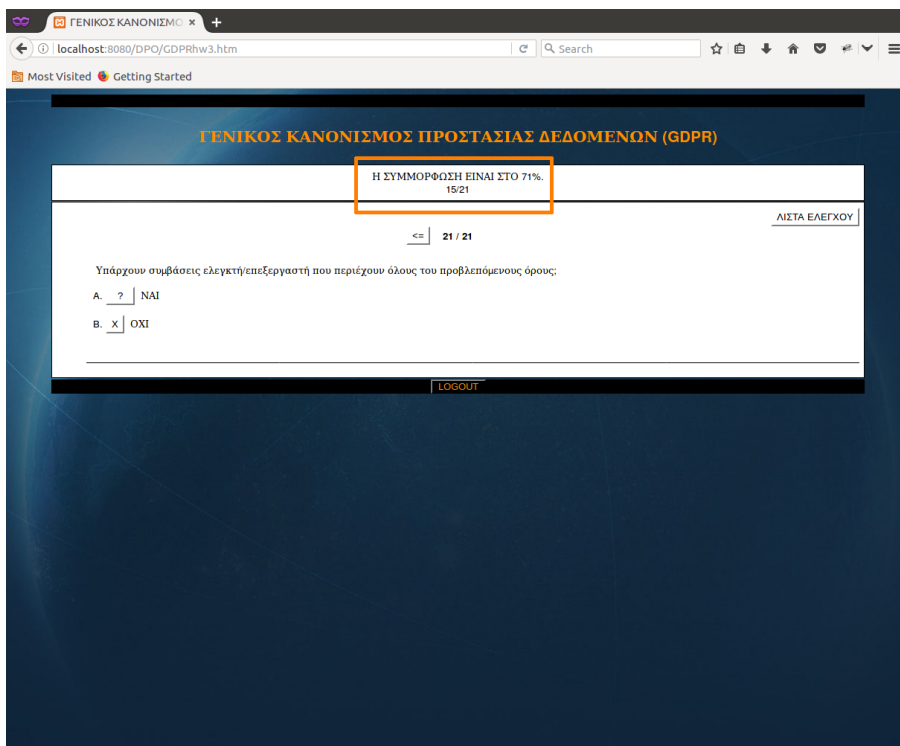 ΓΕΝΙΚΟΣ ΚΑΝΟΝΙΣΜΟ × +
localhost:8080/DPO/GDPRhw3.htm Search
Most Visited Getting Started
ΓΕΝΙΚΟΣ ΚΑΝΟΝΙΣΜΟΣ ΠΡΟΣΤΑΣΙΑΣ ΔΕΔΟΜΕΝΩΝ (GDPR)
Η ΣΥΜΜΟΡΦΩΣΗ ΕΙΝΑΙ ΣΤΟ 71%.
15/21
ΛΙΣΤΑ ΕΛΕΓΧΟΥ
<= 21 / 21
Υπάρχουν συμβάσεις ελεγκτή/επεξεργαστή που περιέχουν όλους του προβλεπόμενους όρους;
A. ? ΝΑΙ
B. X ΟΧΙ
LOGOUT